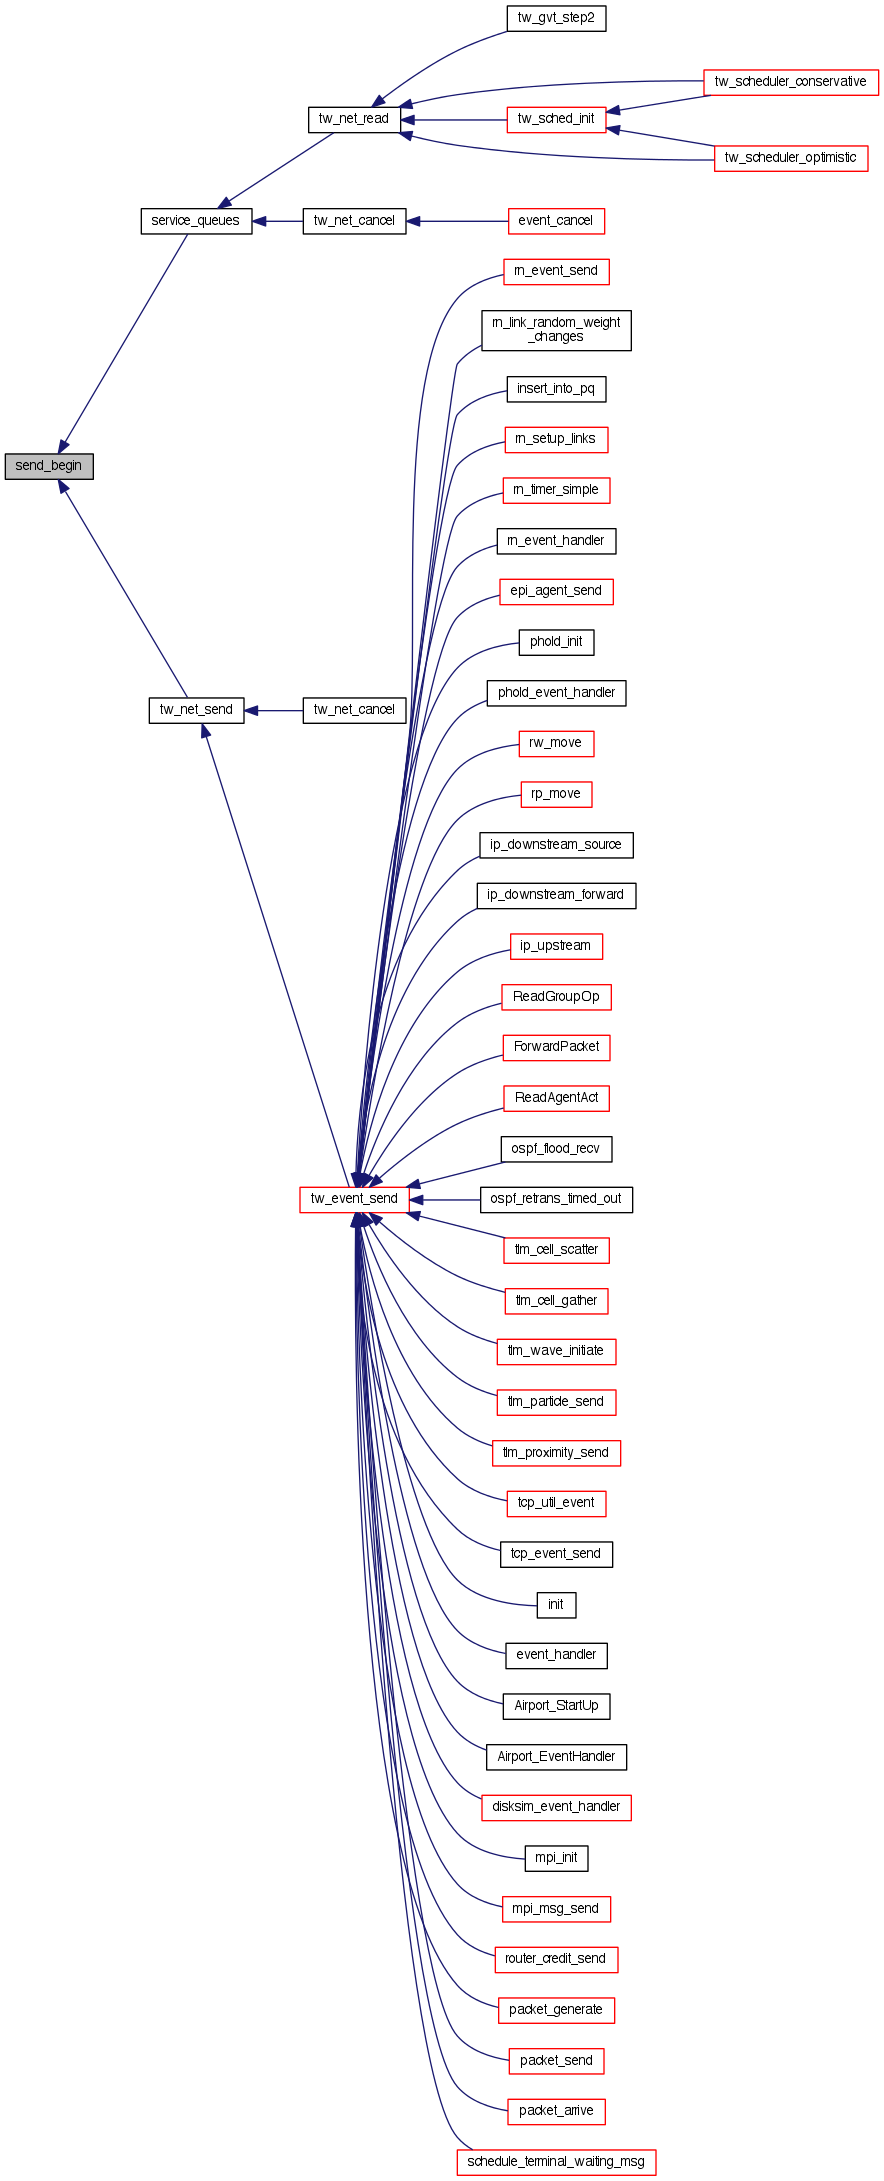 tw_gvt_step2
tw_scheduler_conservative
tw_net_read
tw_sched_init
tw_scheduler_optimistic
service_queues
tw_net_cancel
event_cancel
rn_event_send
rn_link_random_weight
_changes
insert_into_pq
rn_setup_links
send_begin
rn_timer_simple
rn_event_handler
epi_agent_send
phold_init
phold_event_handler
tw_net_send
tw_net_cancel
rw_move
rp_move
ip_downstream_source
ip_downstream_forward
ip_upstream
ReadGroupOp
ForwardPacket
ReadAgentAct
ospf_flood_recv
tw_event_send
ospf_retrans_timed_out
tlm_cell_scatter
tlm_cell_gather
tlm_wave_initiate
tlm_particle_send
tlm_proximity_send
tcp_util_event
tcp_event_send
init
event_handler
Airport_StartUp
Airport_EventHandler
disksim_event_handler
mpi_init
mpi_msg_send
router_credit_send
packet_generate
packet_send
packet_arrive
schedule_terminal_waiting_msg